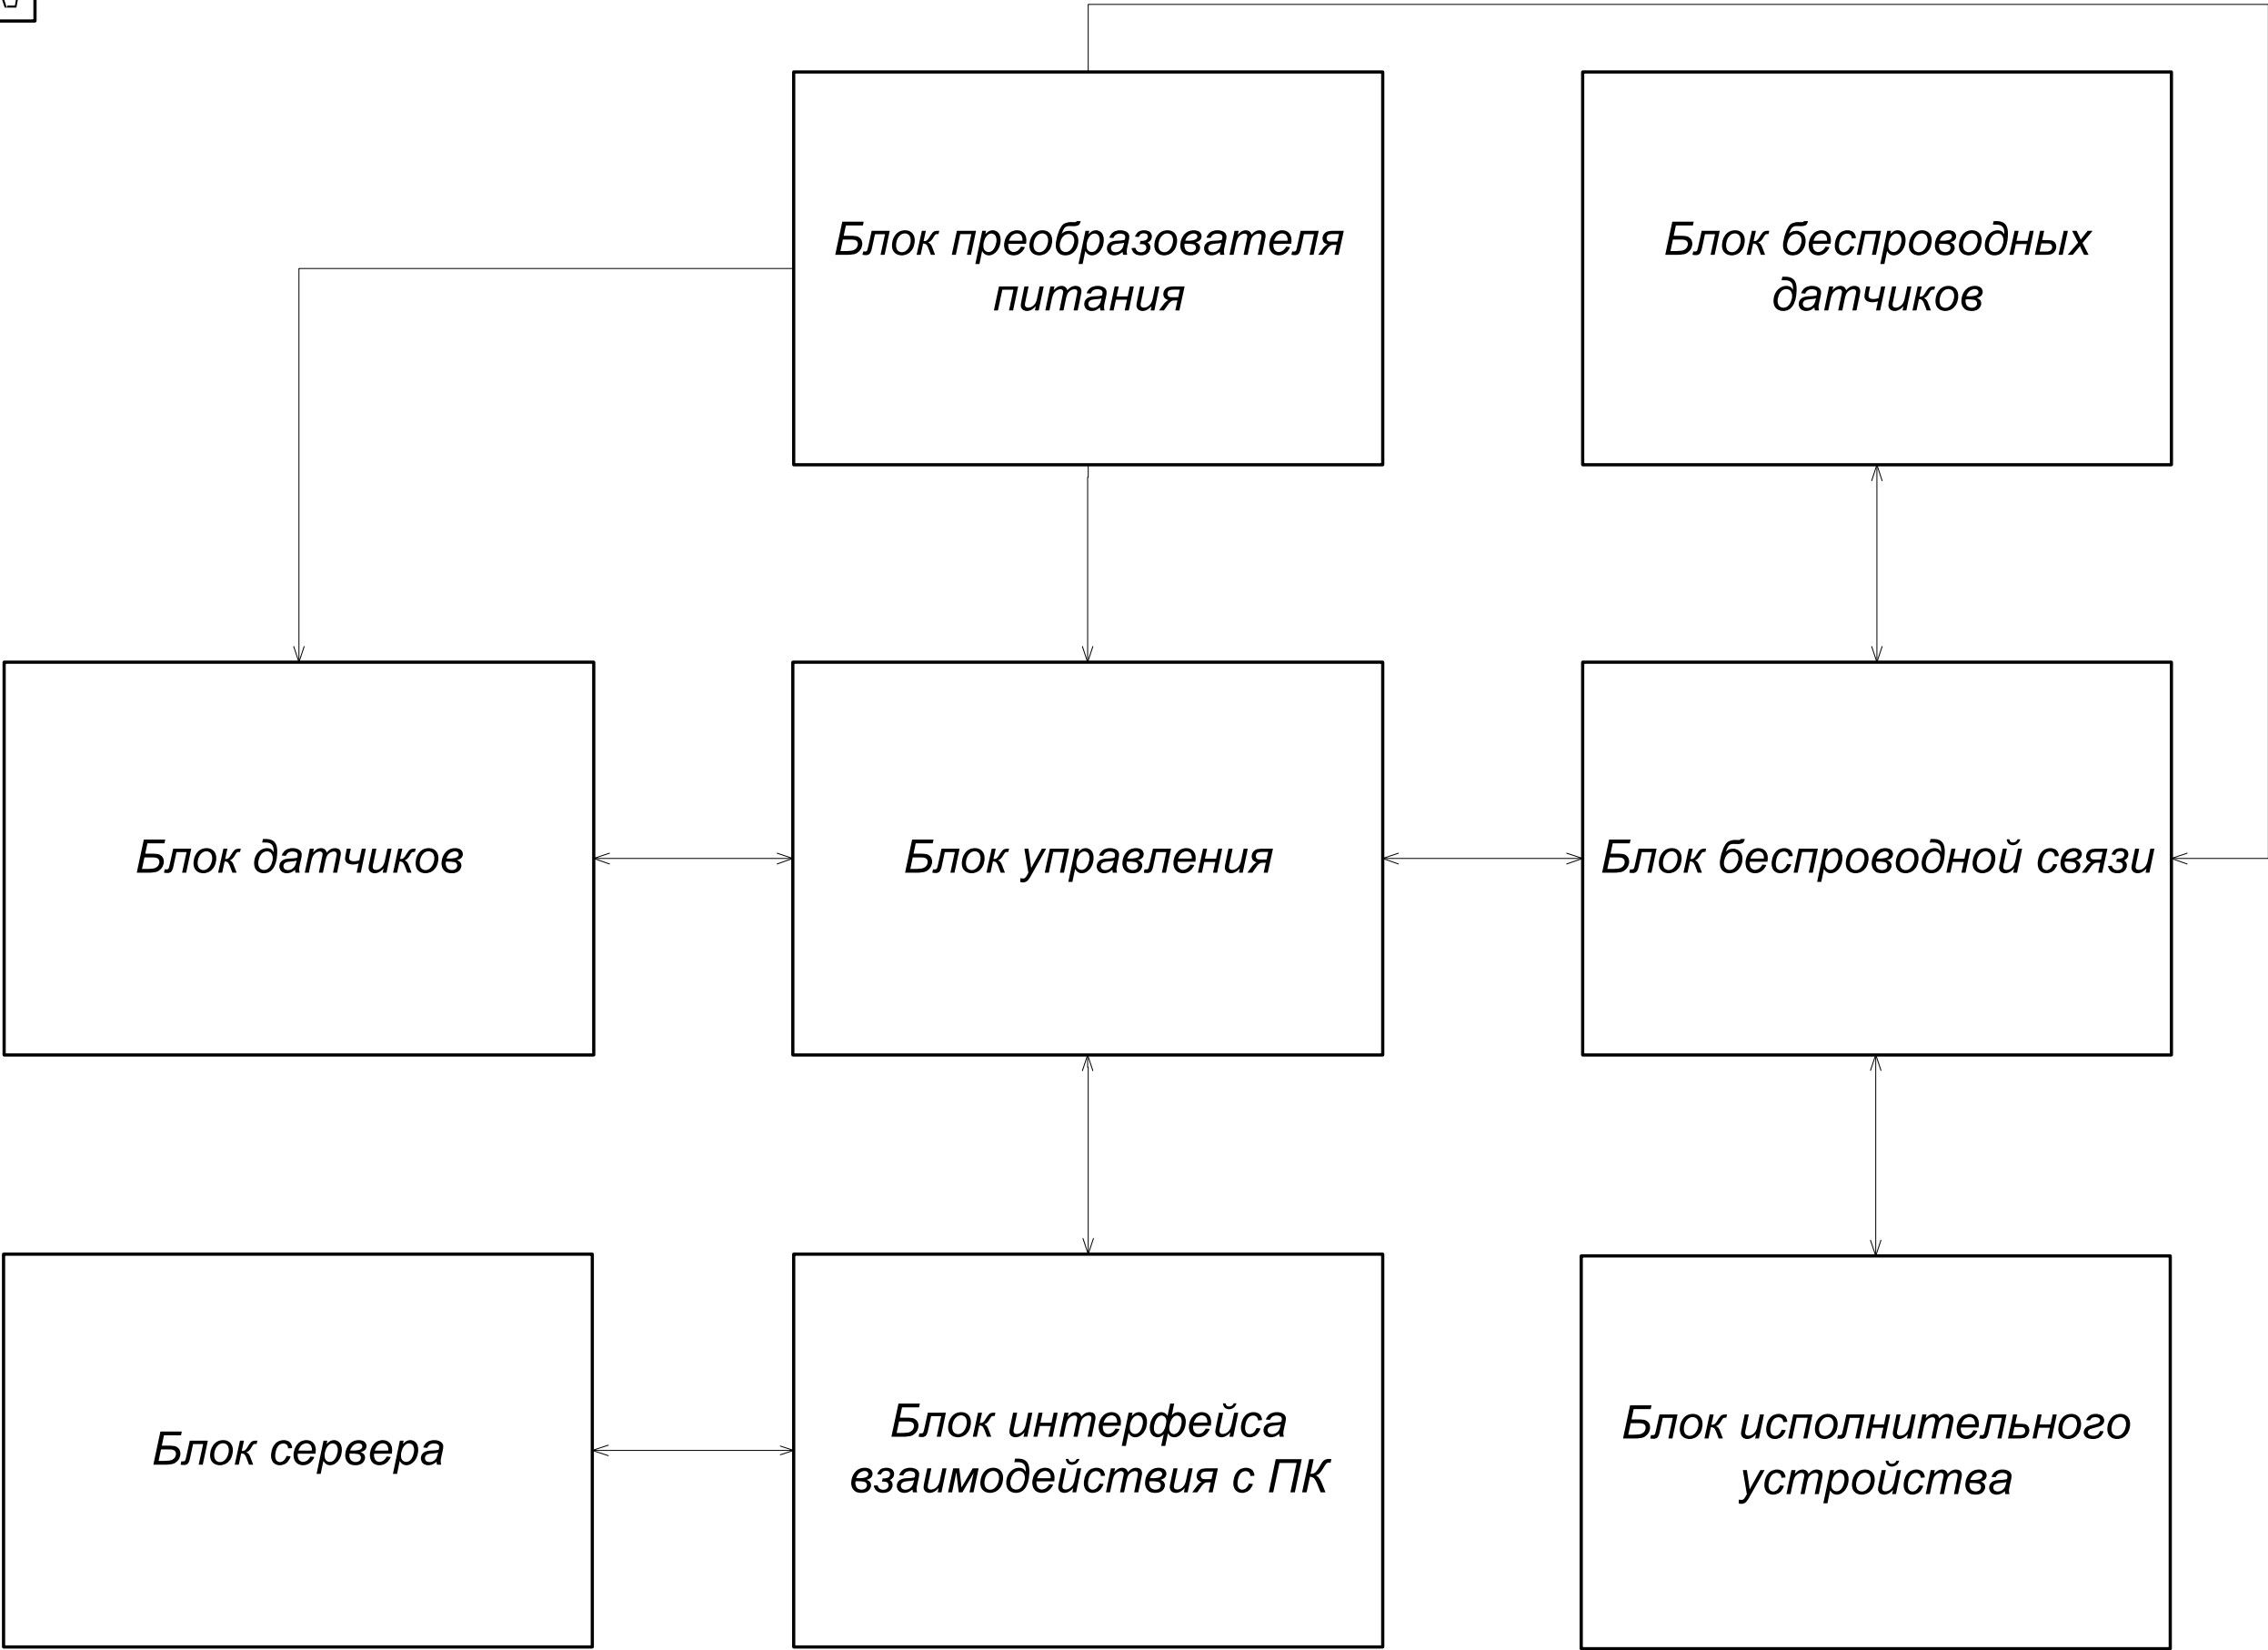 Блок преобразователя
питания
Блок беспроводных
датчиков
Блок датчиков
Блок управления
Блок беспроводной связи
Блок сервера
Блок интерфейса
взимодействия с ПК
Блок исполнительного
устройства